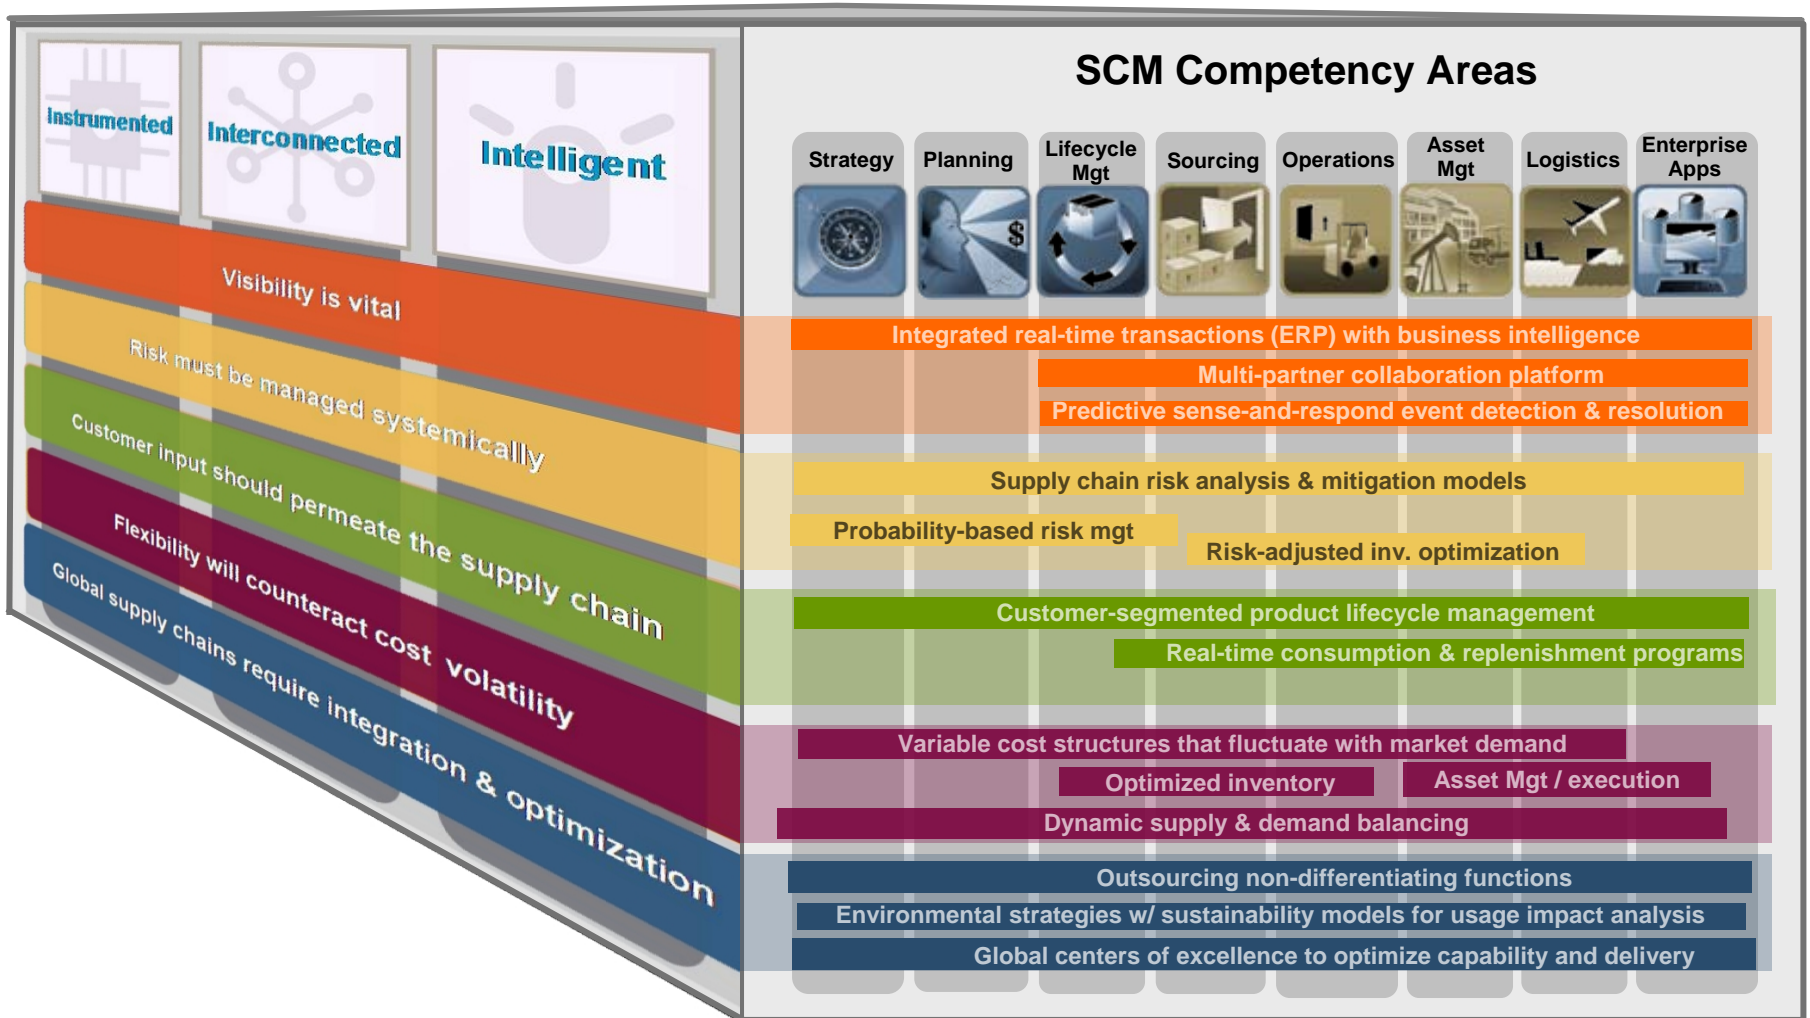 SCM Competency Areas
Instrumented
Interconnected
Intelligent
Visibility is vital
Risk must be managed systemically
Customer input should permeate the supply chain
Flexibility will counteract cost volatility
Global supply chains require integration & optimization
Strategy
Planning
Lifecycle
Mgt
Sourcing
Operations
Asset
Mgt
Logistics
Enterprise
Apps
$
Integrated real-time transactions (ERP) with business intelligence
Multi-partner collaboration platform
Predictive sense-and-respond event detection & resolution
Supply chain risk analysis & mitigation models
Probability-based risk mgt
Risk-adjusted inv. optimization
Customer-segmented product lifecycle management
Real-time consumption & replenishment programs
Variable cost structures that fluctuate with market demand
Optimized inventory
Asset Mgt / execution
Dynamic supply & demand balancing
Outsourcing non-differentiating functions
Environmental strategies w/ sustainability models for usage impact analysis
Global centers of excellence to optimize capability and delivery